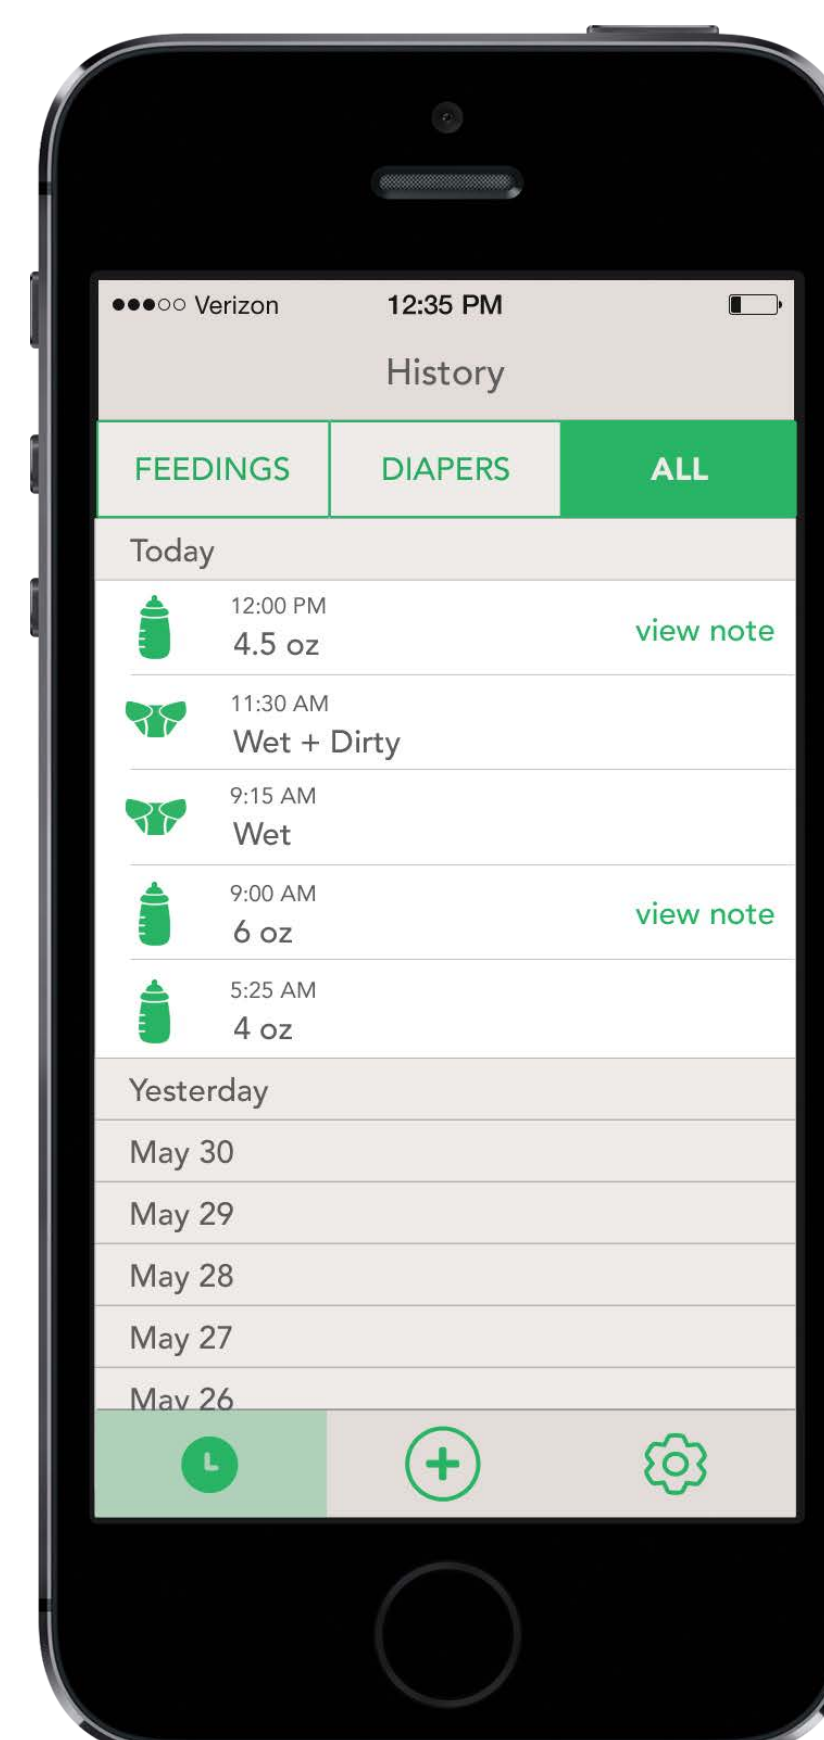 Verizon 12:35 PM
History
FEEDINGS DIAPERS ALL
Today
12:00 PM
4.5 oz view note
11:30 AM
Wet + Dirty
9:15 AM
Wet
9:00 AM
6 oz view note
5:25 AM
4 oz
Yesterday
May 30
May 29
May 28
May 27
May 26